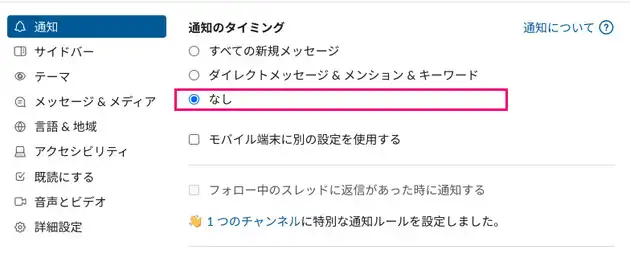 通知
サイドバー
テーマ
メッセージ & メディア
言語 & 地域
アクセシビリティ
既読にする
音声とビデオ
詳細設定
通知のタイミング
通知について
すべての新規メッセージ
ダイレクトメッセージ & メンション & キーワード
なし
モバイル端末に別の設定を使用する
フォロー中のスレッドに返信があった時に通知する
👋 1 つのチャンネルに特別な通知ルールを設定しました。